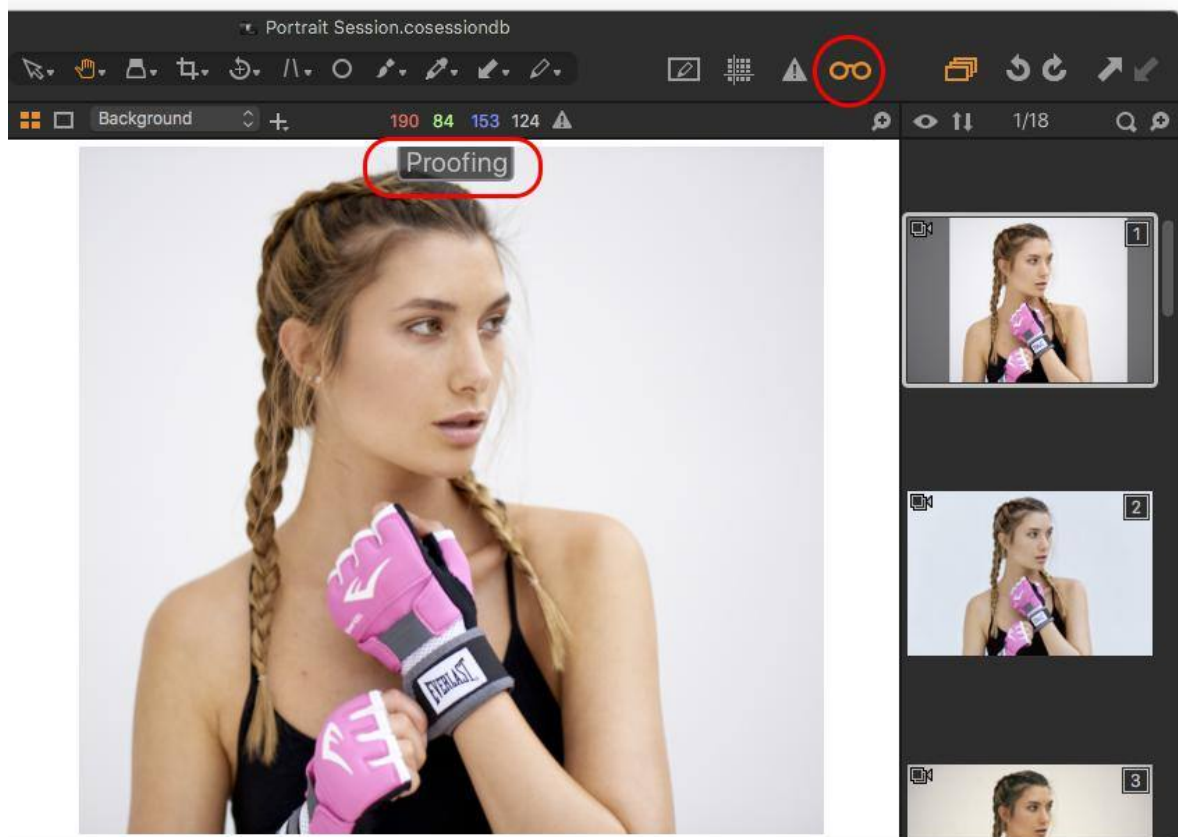 Portrait Session.cosessiondb
Background 190 84 153 124 1/18
Proofing
1
2
EVERLAST
3